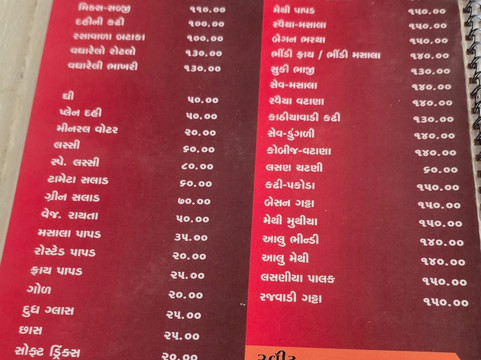 મિક્સ-સબ્જી ૧૧૦.૦૦
દહીંની કઢી ૧૦૦.૦૦
રસાવાળા બટાકા ૧૦૦.૦૦
વઘારેલો રોટલો ૧૩૦.૦૦
વઘારેલી ભાખરી ૧૩૦.૦૦
ઘી ૫૦.૦૦
પ્લેન દહીં ૫૦.૦૦
મીનરલ વોટર ૨૦.૦૦
લસ્સી ૬૦.૦૦
સ્પે. લસ્સી ૮૦.૦૦
ટામેટા સલાડ ૬૦.૦૦
ગ્રીન સલાડ ૭૦.૦૦
વેજ. રાયતા ૫૦.૦૦
મસાલા પાપડ ૩૫.૦૦
રોસ્ટેડ પાપડ ૨૦.૦૦
ફ્રાય પાપડ ૨૫.૦૦
ગોળ ૨૦.૦૦
દુધ ગ્લાસ ૨૫.૦૦
છાસ ૨૫.૦૦
સોફ્ટ ડ્રિંક્સ ૨૦.૦૦
મેથી પાપડ ૧૫૦.૦૦
રવૈયા-મસાલા ૧૫૦.૦૦
બેગન ભરથા ૧૫૦.૦૦
ભીંડી ફ્રાય / ભીંડી મસાલા ૧૪૦.૦૦
સુકી ભાજી ૧૩૦.૦૦
સેવ-મસાલા ૧૪૦.૦૦
રવૈયા વટાણા ૧૪૦.૦૦
કાઠીયાવાડી કઢી ૧૩૦.૦૦
સેવ-ડુંગળી ૧૪૦.૦૦
કોબીજ-વટાણા ૧૪૦.૦૦
લસણ ચટણી ૬૦.૦૦
કઢી-પકોડા ૧૫૦.૦૦
બેસન ગટ્ટા ૧૫૦.૦૦
મેથી મુથીયા ૧૫૦.૦૦
આલુ ભીન્ડી ૧૪૦.૦૦
આલુ મેથી ૧૪૦.૦૦
લસણીયા પાલક ૧૫૦.૦૦
રજવાડી ગટ્ટા ૧૫૦.૦૦